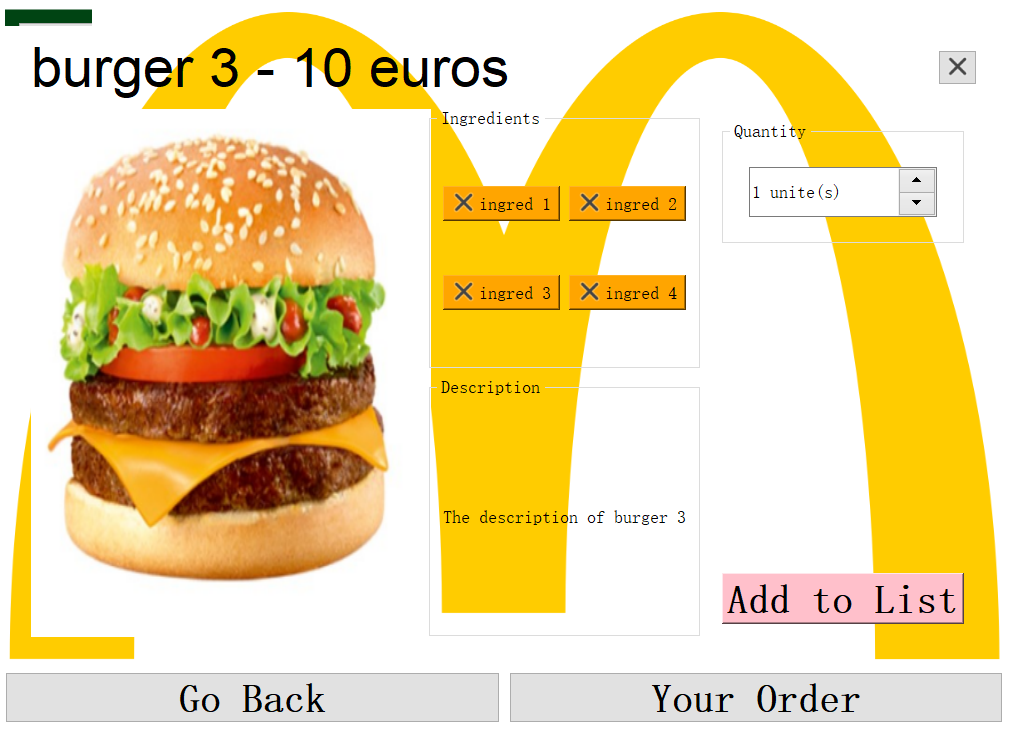 burger 3 - 10 euros
Ingredients
ingred 1
ingred 2
ingred 3
ingred 4
Quantity
1 unite(s)
Description
The description of burger 3
Add to List
Go Back
Your Order